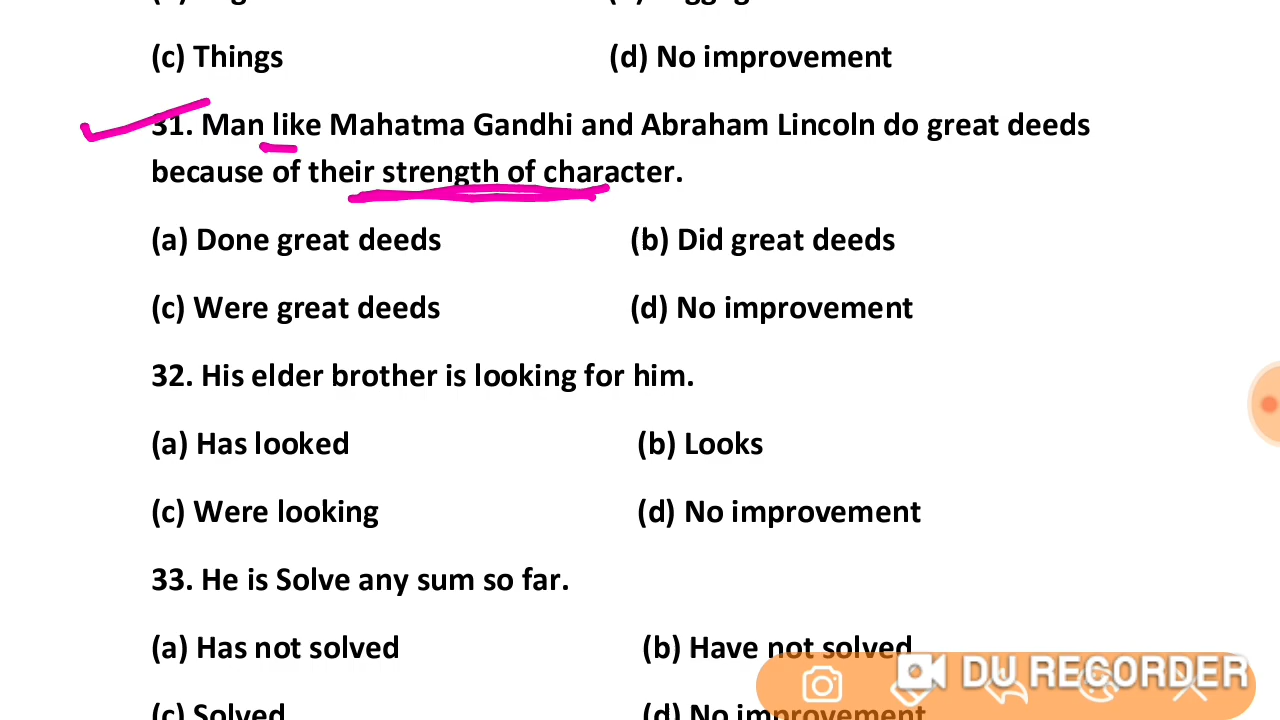 (c) Things (d) No improvement
31. Man like Mahatma Gandhi and Abraham Lincoln do great deeds
because of their strength of character.
(a) Done great deeds (b) Did great deeds
(c) Were great deeds (d) No improvement
32. His elder brother is looking for him.
(a) Has looked (b) Looks
(c) Were looking (d) No improvement
33. He is Solve any sum so far.
(a) Has not solved (b) Have not solved
DU RECORDER
(c) Solved (d) No improvement